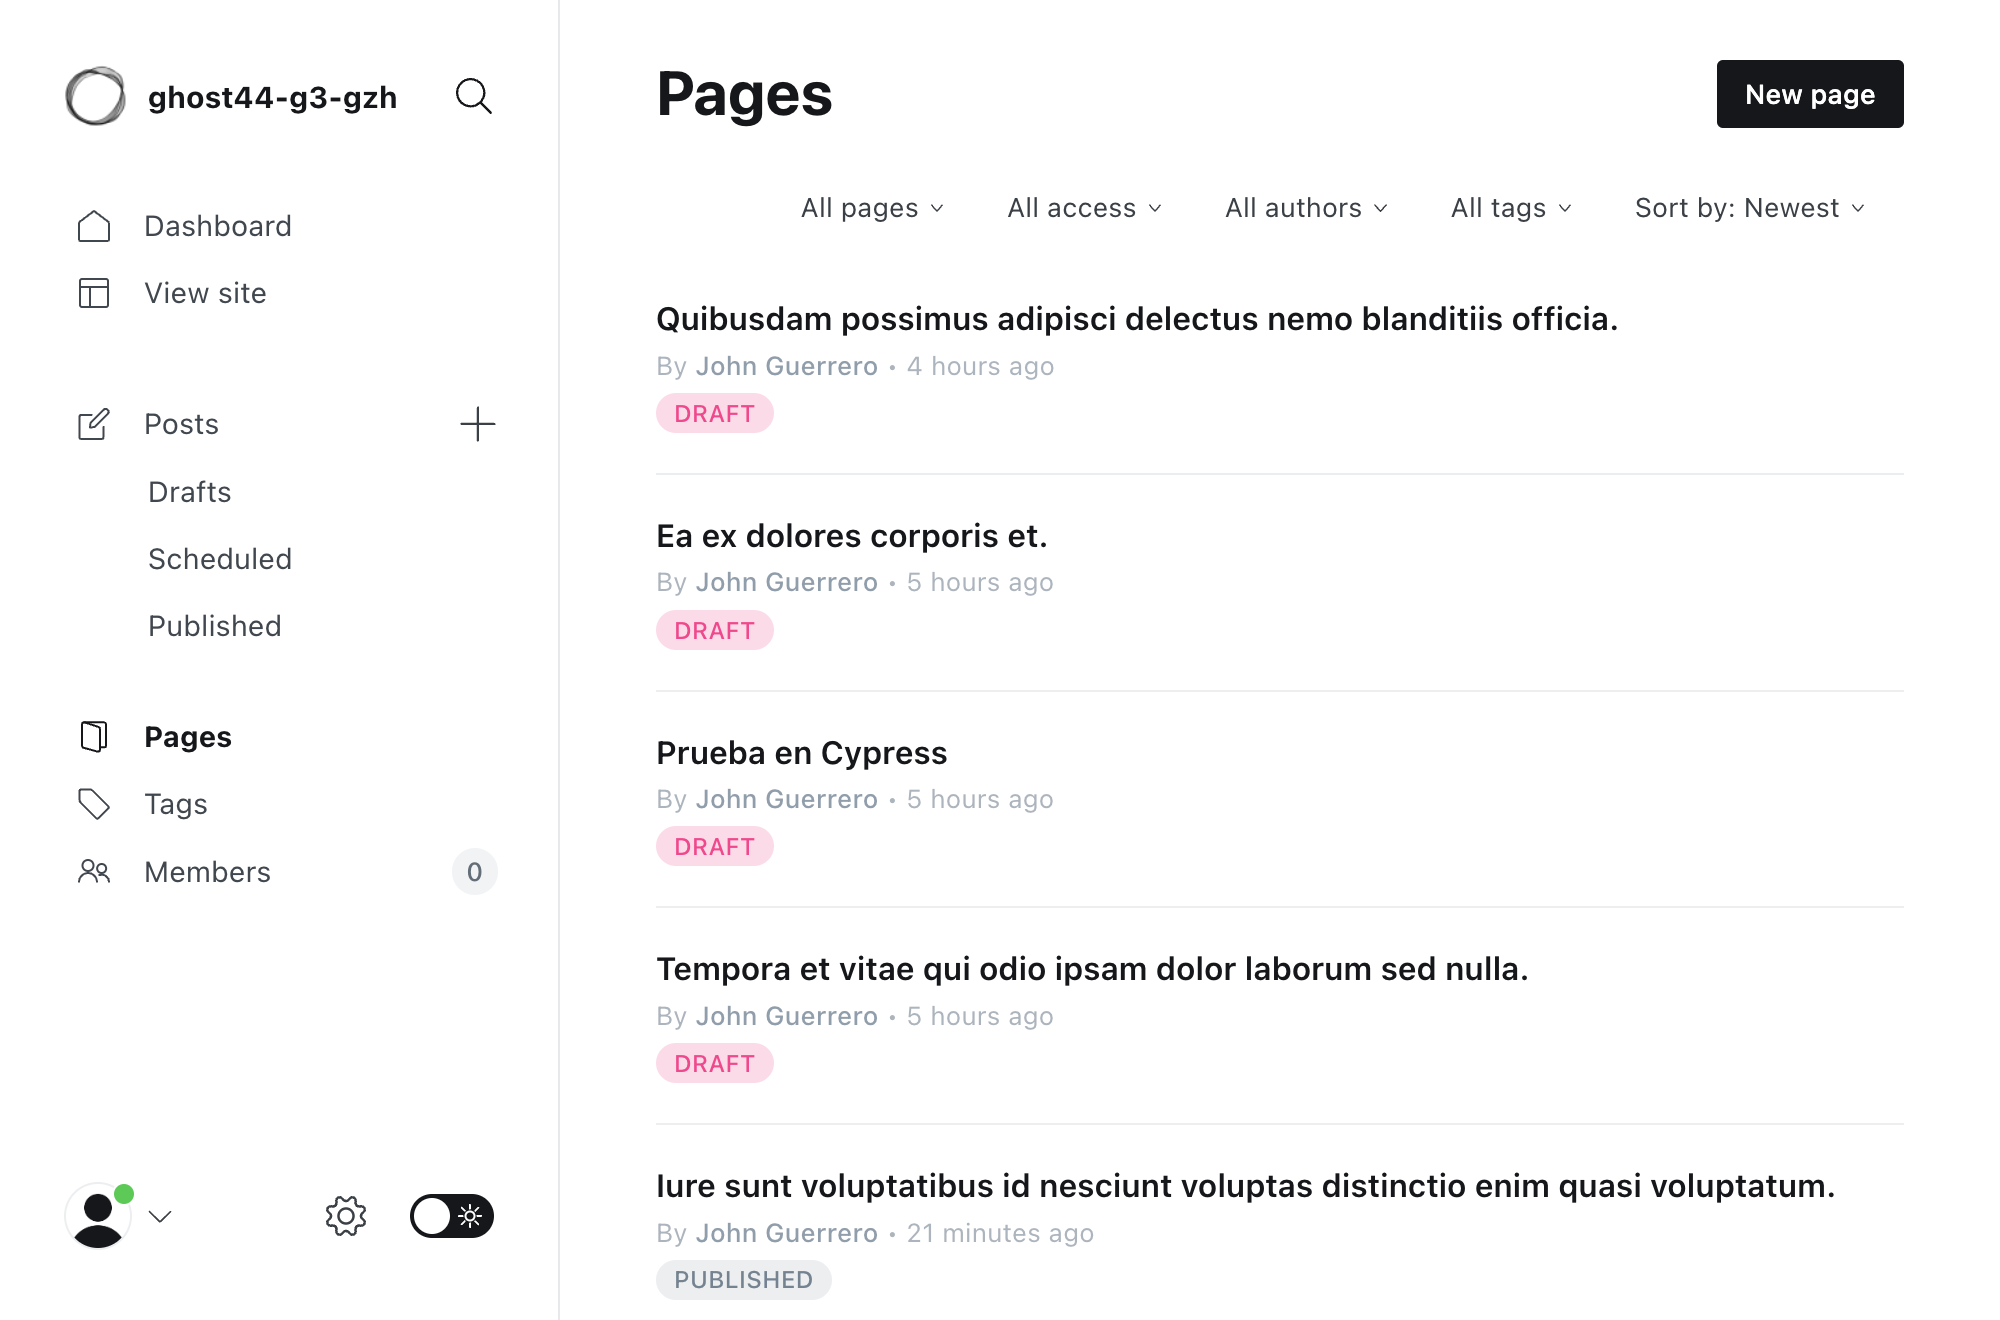 ghost44-g3-gzh
Dashboard
View site
Posts
Drafts
Scheduled
Published
Pages
Tags
Members
0
Pages
New page
All pages
All access
All authors
All tags
Sort by: Newest
Quibusdam possimus adipisci delectus nemo blanditiis officia.
By John Guerrero • 4 hours ago
DRAFT
Ea ex dolores corporis et.
By John Guerrero • 5 hours ago
DRAFT
Prueba en Cypress
By John Guerrero • 5 hours ago
DRAFT
Tempora et vitae qui odio ipsam dolor laborum sed nulla.
By John Guerrero • 5 hours ago
DRAFT
Iure sunt voluptatibus id nesciunt voluptas distinctio enim quasi voluptatum.
By John Guerrero • 21 minutes ago
PUBLISHED